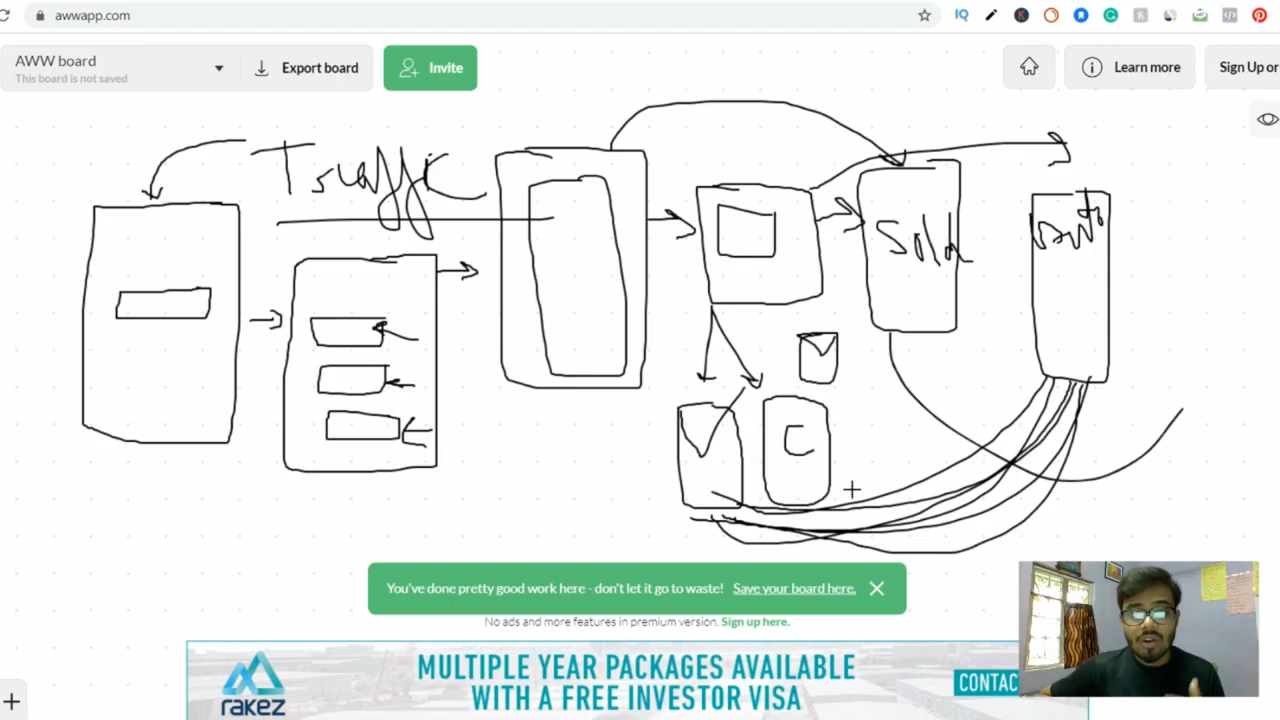 awwapp.com
IQ
AWW board
This board is not saved
Export board
Invite
Learn more
Sign Up or
Traffic
Sold
C
You've done pretty good work here - don't let it go to waste! Save your board here.
No ads and more features in premium version. Sign up here.
rakez
MULTIPLE YEAR PACKAGES AVAILABLE
WITH A FREE INVESTOR VISA
CONTAC